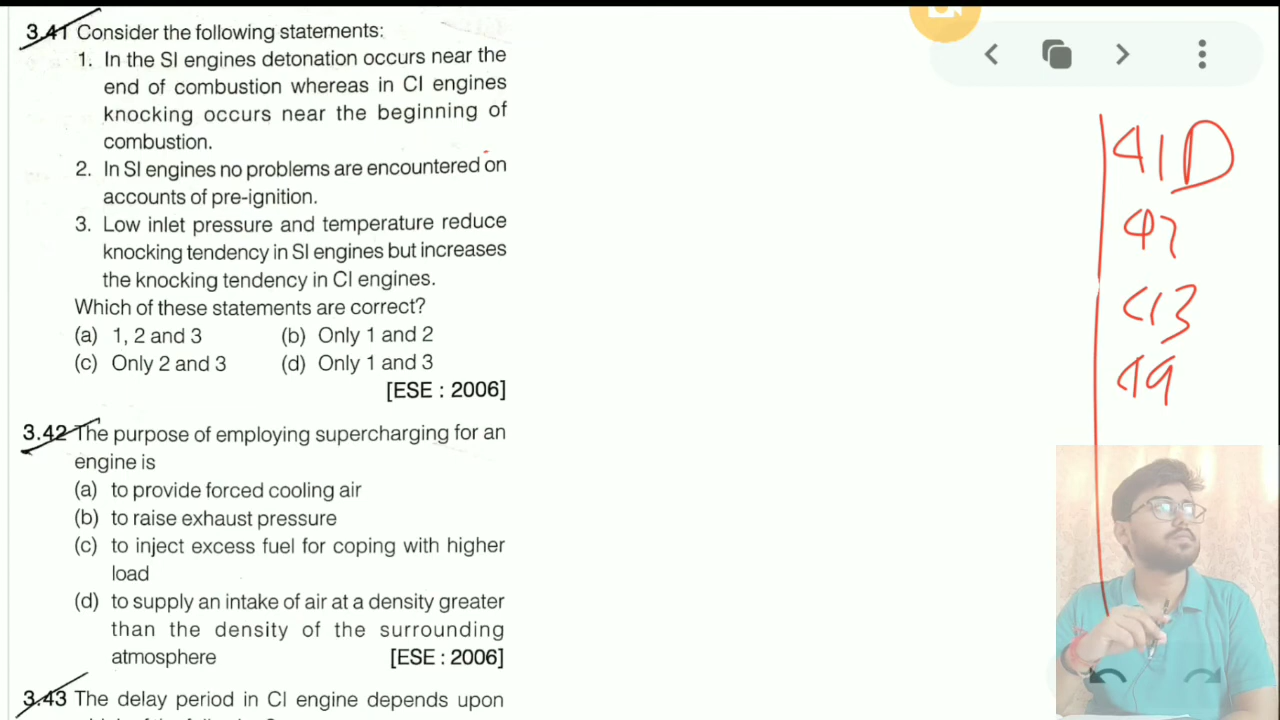 3.41 Consider the following statements:
1. In the SI engines detonation occurs near the
end of combustion whereas in CI engines
knocking occurs near the beginning of
combustion.
2. In SI engines no problems are encountered on
accounts of pre-ignition.
3. Low inlet pressure and temperature reduce
knocking tendency in SI engines but increases
the knocking tendency in CI engines.
Which of these statements are correct?
(a) 1, 2 and 3 (b) Only 1 and 2
(c) Only 2 and 3 (d) Only 1 and 3
[ESE : 2006]
3.42 The purpose of employing supercharging for an
engine is
(a) to provide forced cooling air
(b) to raise exhaust pressure
(c) to inject excess fuel for coping with higher
load
(d) to supply an intake of air at a density greater
than the density of the surrounding
atmosphere [ESE : 2006]
3.43 The delay period in CI engine depends upon
41 D
42
43